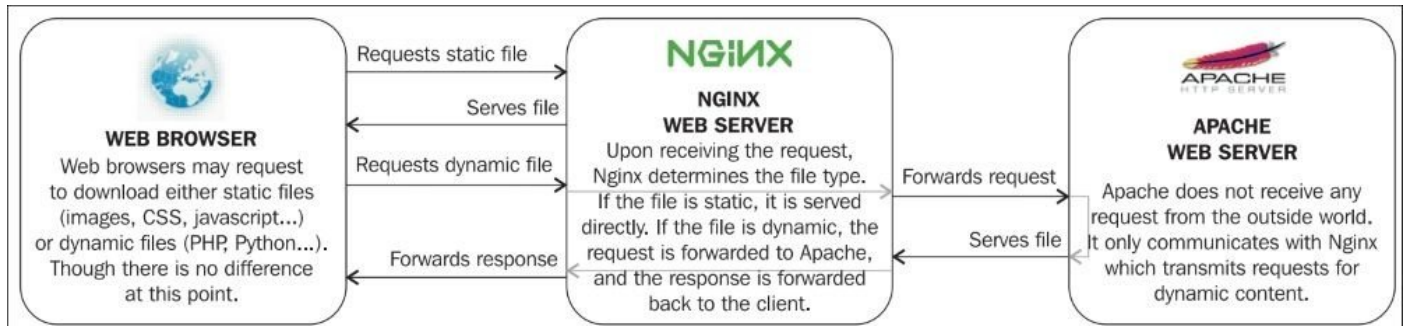 WEB BROWSER
Web browsers may request
to download either static files
(images, CSS, javascript...)
or dynamic files (PHP, Python...).
Though there is no difference
at this point.
Requests static file
Serves file
Requests dynamic file
Forwards response
NGINX
NGINX
WEB SERVER
Upon receiving the request,
Nginx determines the file type.
If the file is static, it is served
directly. If the file is dynamic, the
request is forwarded to Apache,
and the response is forwarded
back to the client.
Forwards request
Serves file
APACHE
HTTP SERVER
APACHE
WEB SERVER
Apache does not receive any
request from the outside world.
It only communicates with Nginx
which transmits requests for
dynamic content.